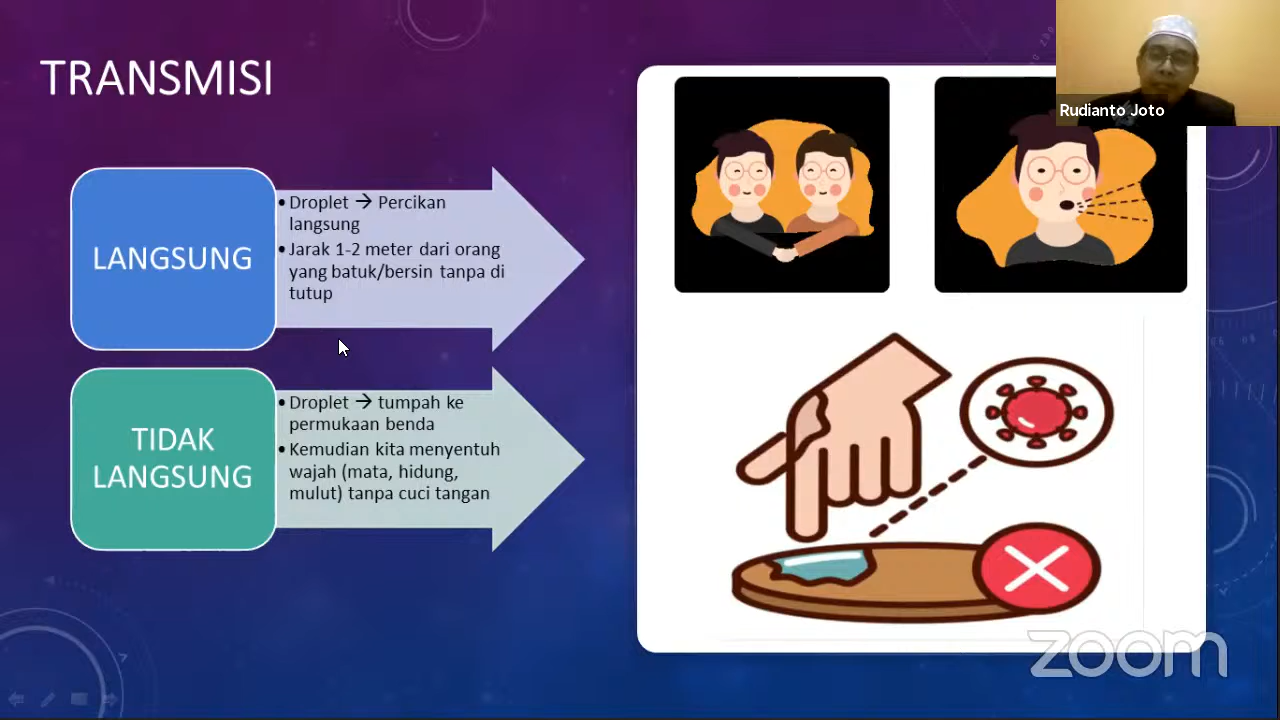 TRANSMISI
Rudianto Joto
LANGSUNG
• Droplet → Percikan
langsung
• Jarak 1-2 meter dari orang
yang batuk/bersin tanpa di
tutup
TIDAK
LANGSUNG
• Droplet → tumpah ke
permukaan benda
• Kemudian kita menyentuh
wajah (mata, hidung,
mulut) tanpa cuci tangan
zoom